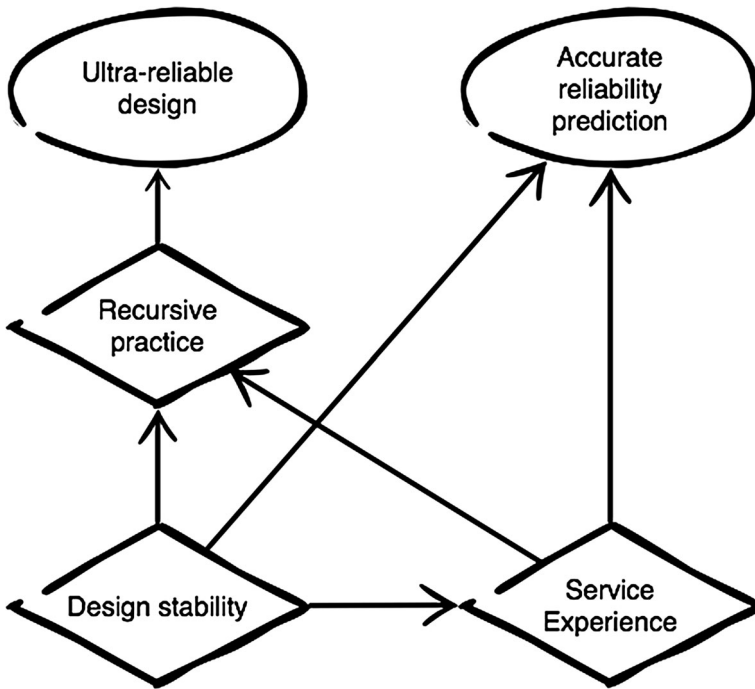 Ultra-reliable
design
Accurate
reliability
prediction
Recursive
practice
Design stability
Service
Experience